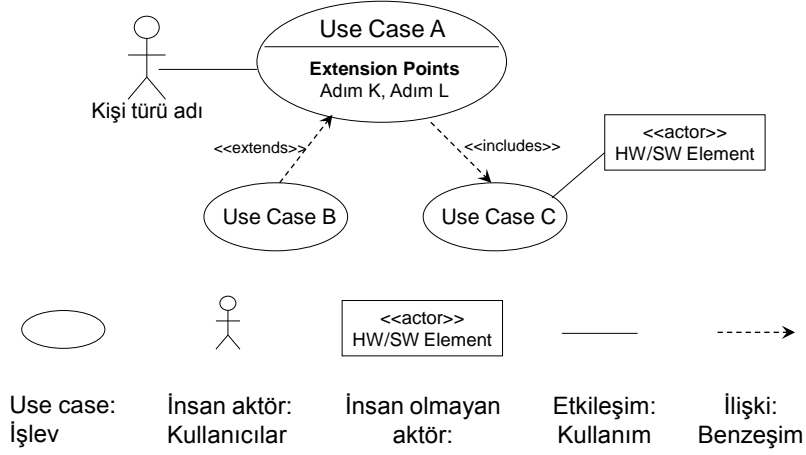 Use Case A
Extension Points
Adım K, Adım L
Kişi türü adı
<<extends>>
<<includes>>
<<actor>>
HW/SW Element
Use Case B
Use Case C
<<actor>>
HW/SW Element
Use case:
İşlev
İnsan aktör:
Kullanıcılar
İnsan olmayan
aktör:
Etkileşim:
Kullanım
İlişki:
Benzeşim